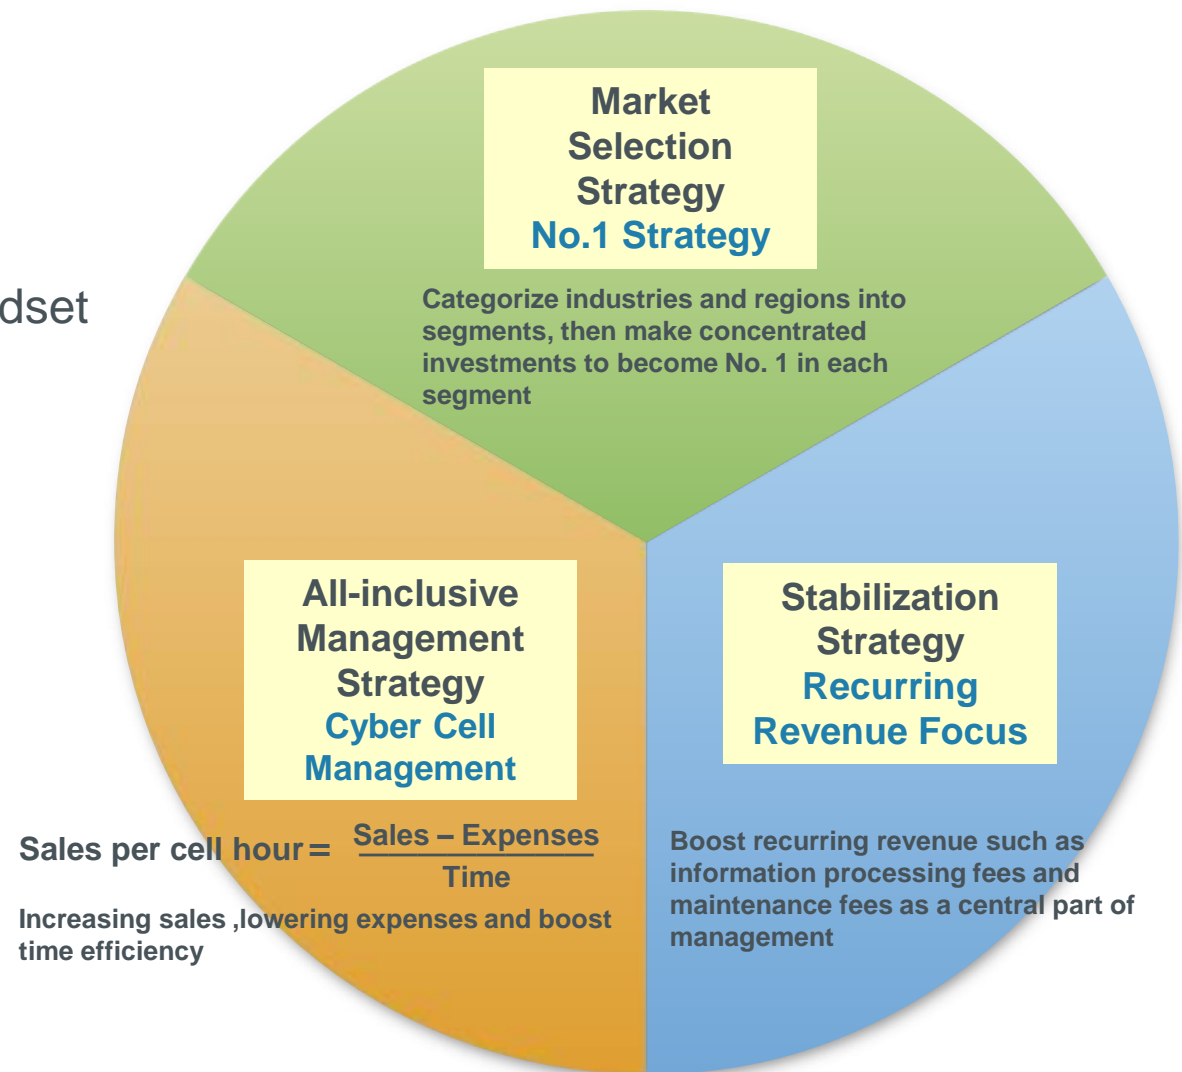 Market
Selection
Strategy
No.1 Strategy
dset
Categorize industries and regions into
segments, then make concentrated
investments to become No. 1 in each
segment
All-inclusive
Management
Strategy
Cyber Cell
Management
Stabilization
Strategy
Recurring
Revenue Focus
Sales per cell hour= Sales – Expenses
Time
Increasing sales ,lowering expenses and boost
time efficiency
Boost recurring revenue such as
information processing fees and
maintenance fees as a central part of
management